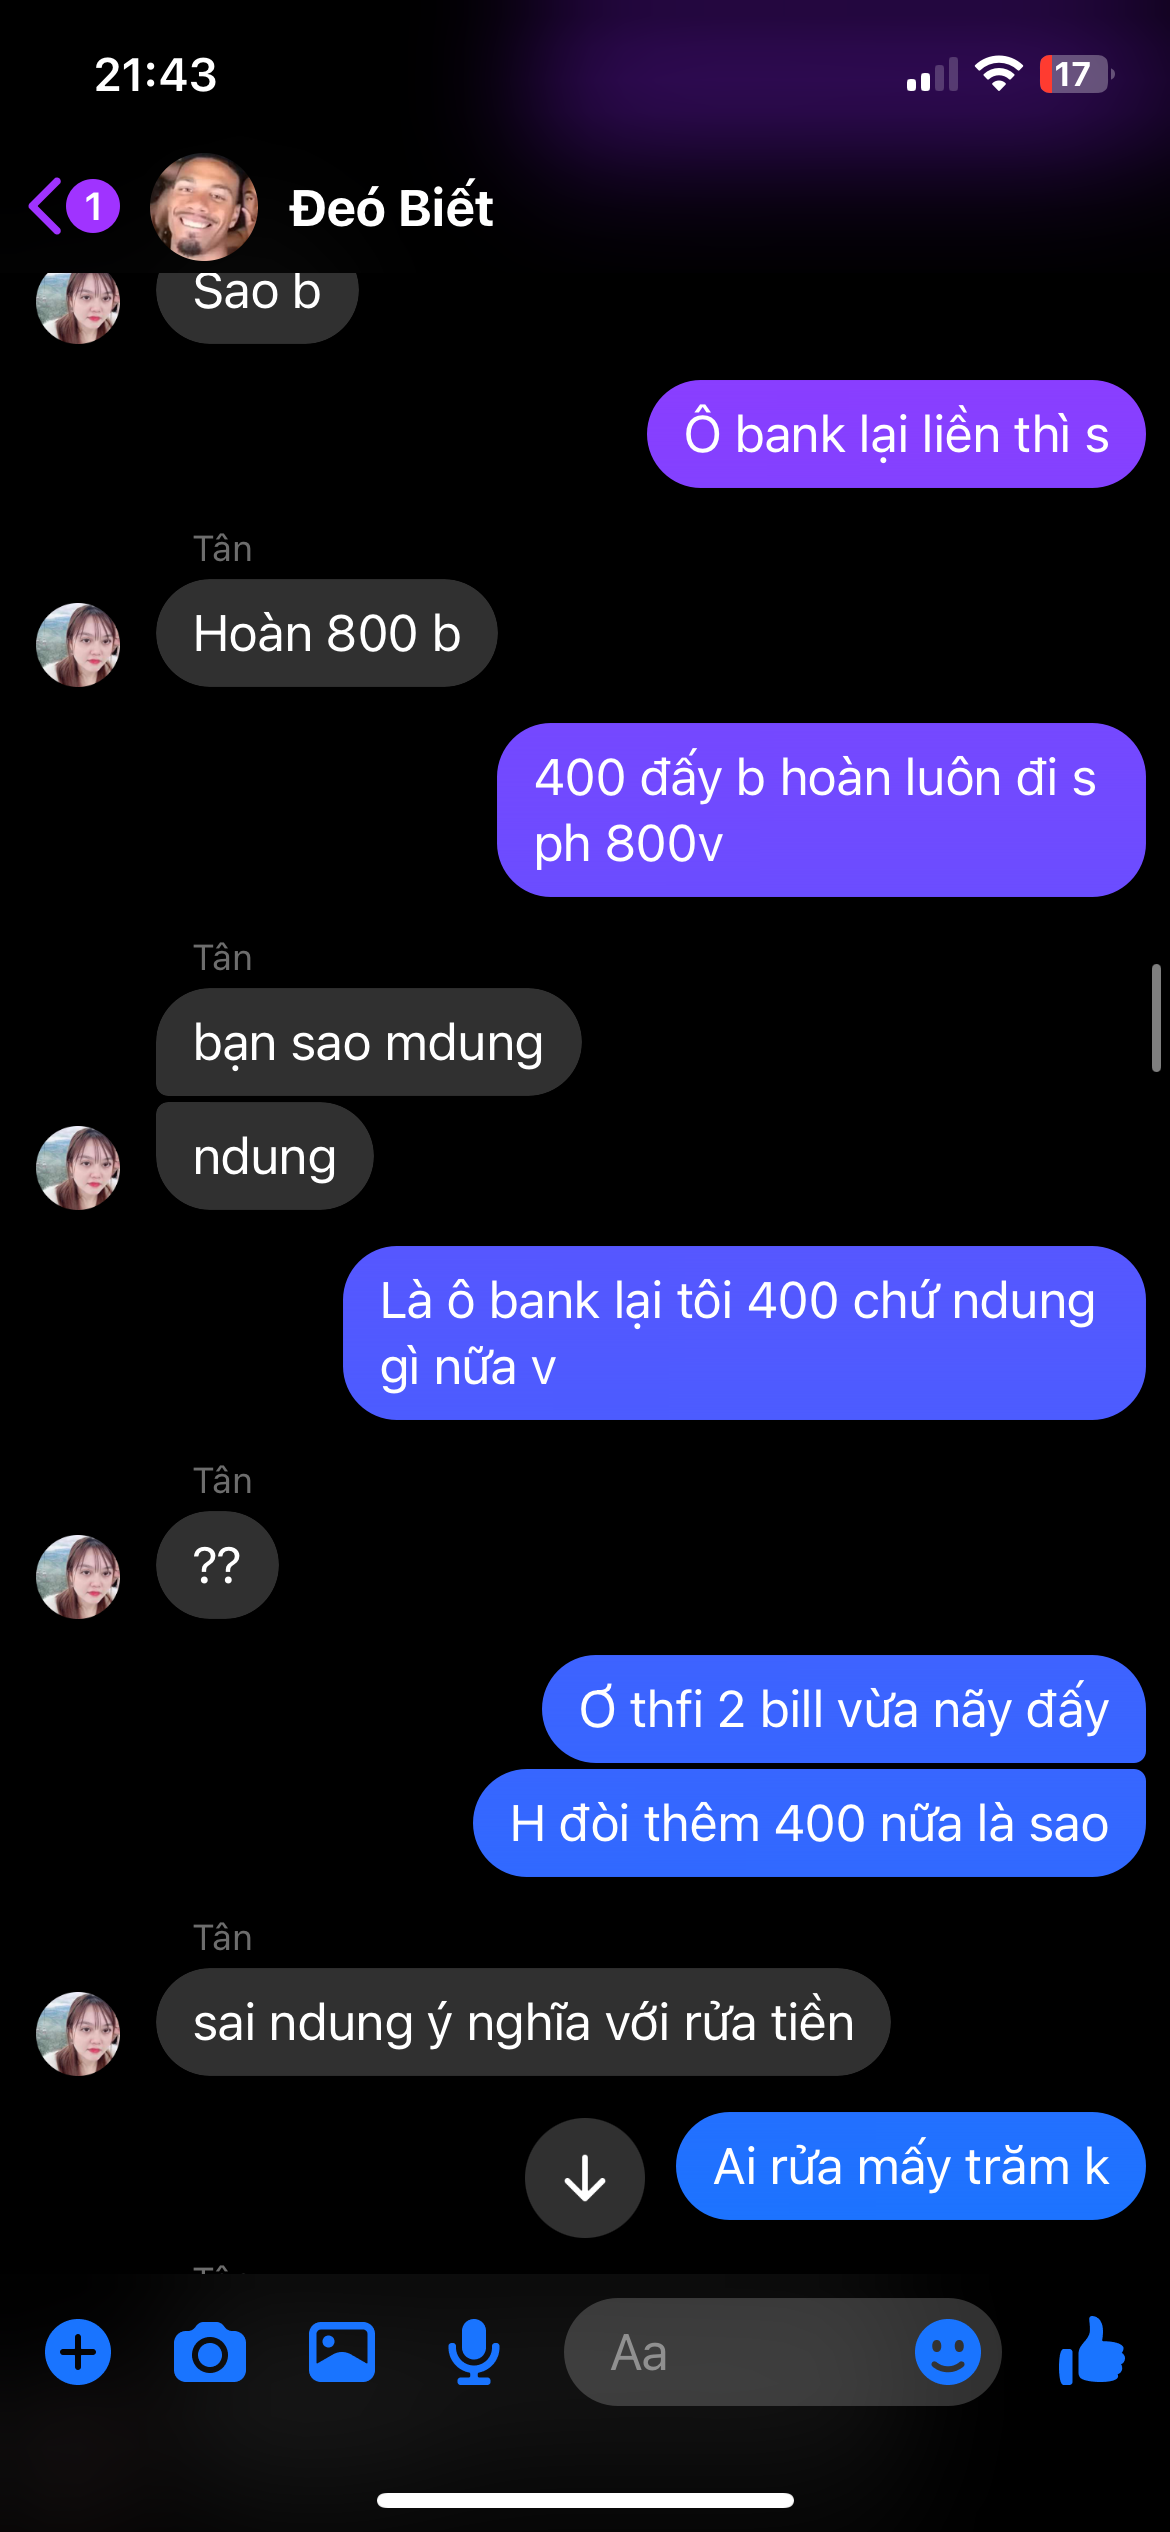 21:43
17
1
Đeó Biết
Sao b
Ô bank lại liền thì s
Tân
Hoàn 800 b
400 đấy b hoàn luôn đi s
ph 800v
Tân
bạn sao mdung
ndung
Là ô bank lại tôi 400 chứ ndung
gì nữa v
Tân
??
Ơ thfi 2 bill vừa nãy đấy
H đòi thêm 400 nữa là sao
Tân
sai ndung ý nghĩa với rửa tiền
Ai rửa mấy trăm k
Aa